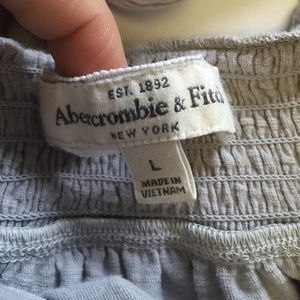 EST. 1892
Abercrombie & Fitch
NEW YORK
L
MADE IN
VIETNAM